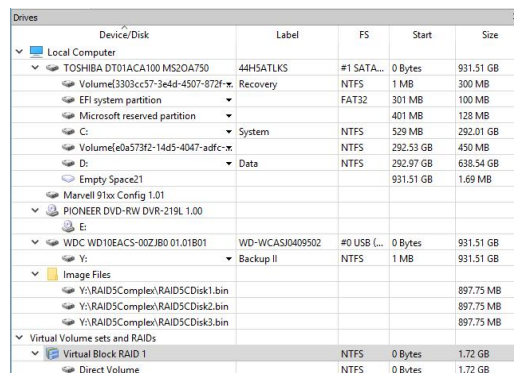 Drives
Device/Disk Label FS Start Size
Local Computer
TOSHIBA DT01ACA100 MS2OA750 44H5ATLKS #1 SATA... 0 Bytes 931.51 GB
Volume{3303cc57-3e4d-4507-872f-... Recovery NTFS 1 MB 300 MB
EFI system partition FAT32 301 MB 100 MB
Microsoft reserved partition 401 MB 128 MB
C: System NTFS 529 MB 292.01 GB
Volume{e0a573f2-14d5-4047-adfc-... NTFS 292.53 GB 450 MB
D: Data NTFS 292.97 GB 638.54 GB
Empty Space21 931.51 GB 1.69 MB
Marvell 91xx Config 1.01
PIONEER DVD-RW DVR-219L 1.00
E:
WDC WD10EACS-00ZJB0 01.01B01 WD-WCASJ0409502 #0 USB (... 0 Bytes 931.51 GB
Y: Backup II NTFS 1 MB 931.51 GB
Image Files
Y:\RAID5Complex\RAID5CDisk1.bin 897.75 MB
Y:\RAID5Complex\RAID5CDisk2.bin 897.75 MB
Y:\RAID5Complex\RAID5CDisk3.bin 897.75 MB
Virtual Volume sets and RAIDs
Virtual Block RAID 1 NTFS 0 Bytes 1.72 GB
Direct Volume NTFS 0 Bytes 1.72 GB